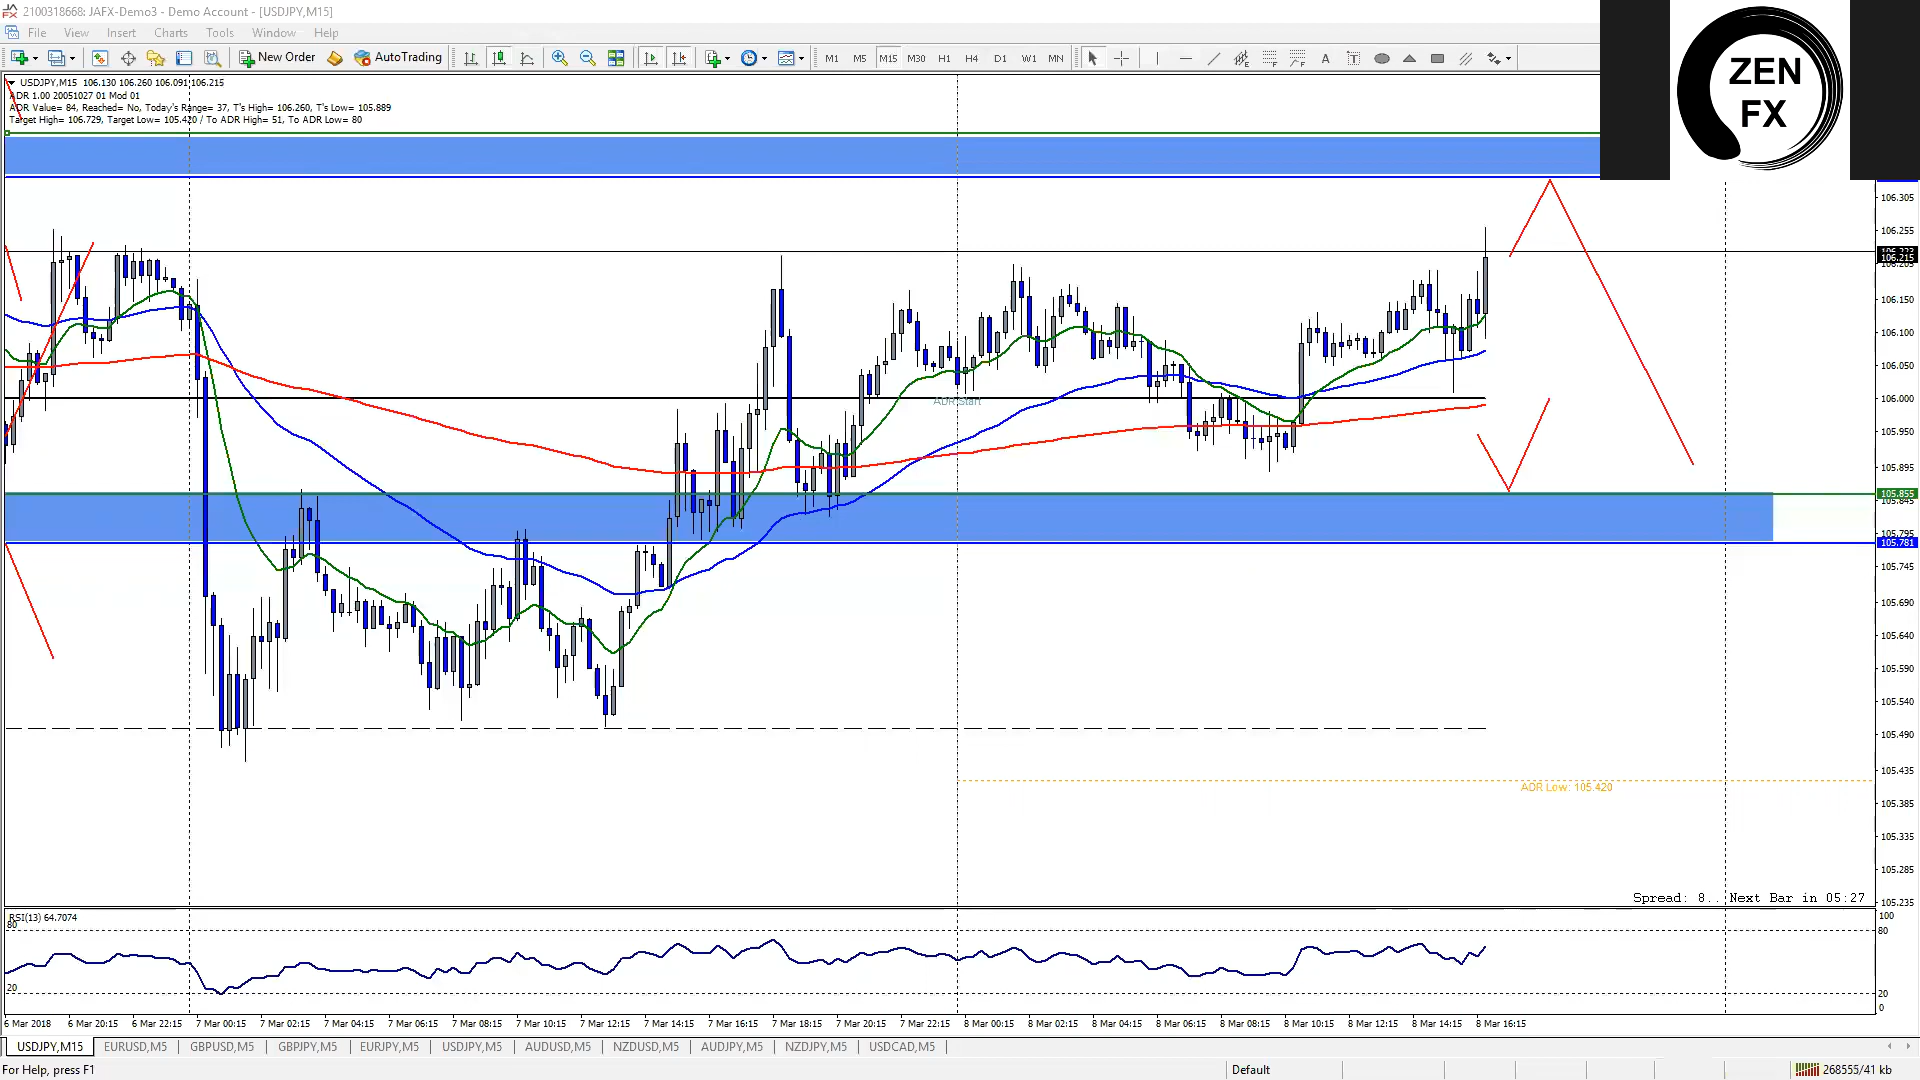 2100318668: JAFX-Demo3 - Demo Account - [USDJPY,M15]
File View Insert Charts Tools Window Help
New Order AutoTrading M1 M5 M15 M30 H1 H4 D1 W1 MN A T
ZEN
FX
USDJPY,M15 106.130 106.260 106.091 106.215
ADR 1.00 20051027 01 Mod 01
ADR Value= 84, Reached= No, Today's Range= 37, T's High= 106.260, T's Low= 105.889
Target High= 106.729, Target Low= 105.420 / To ADR High= 51, To ADR Low= 80
106.305
106.255
106.223
106.215
106.205
106.150
106.100
106.050
106.000
ADR Start
105.950
105.895
105.855
105.845
105.795
105.781
105.745
105.690
105.640
105.590
105.540
105.490
105.435
ADR Low: 105.420
105.385
105.335
105.285
Spread: 8.. Next Bar in 05:27
105.235
RSI(13) 64.7074
100
80
80
20
20
0
6 Mar 2018 6 Mar 20:15 6 Mar 22:15 7 Mar 00:15 7 Mar 02:15 7 Mar 04:15 7 Mar 06:15 7 Mar 08:15 7 Mar 10:15 7 Mar 12:15 7 Mar 14:15 7 Mar 16:15 7 Mar 18:15 7 Mar 20:15 7 Mar 22:15 8 Mar 00:15 8 Mar 02:15 8 Mar 04:15 8 Mar 06:15 8 Mar 08:15 8 Mar 10:15 8 Mar 12:15 8 Mar 14:15 8 Mar 16:15
USDJPY,M15 EURUSD,M5 GBPUSD,M5 GBPJPY,M5 EURJPY,M5 USDJPY,M5 AUDUSD,M5 NZDUSD,M5 AUDJPY,M5 NZDJPY,M5 USDCAD,M5
For Help, press F1 Default 268555/41 kb